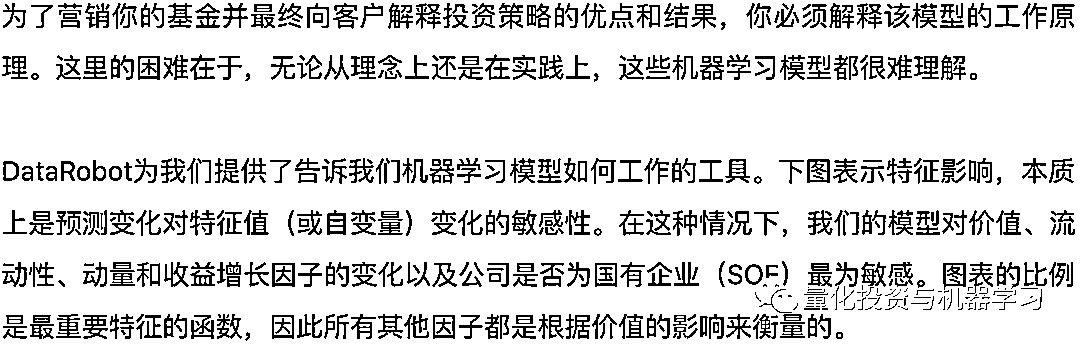 为了营销你的基金并最终向客户解释投资策略的优点和结果，你必须解释该模型的工作原
理。这里的困难在于，无论从理念上还是在实践上，这些机器学习模型都很难理解。
DataRobot为我们提供了告诉我们机器学习模型如何工作的工具。下图表示特征影响，本质
上是预测变化对特征值（或自变量）变化的敏感性。在这种情况下，我们的模型对价值、流
动性、动量和收益增长因子的变化以及公司是否为国有企业（SOE）最为敏感。图表的比例
是最重要特征的函数，因此所有其他因子都是根据价值的影响来衡量的。
量化投资与机器学习